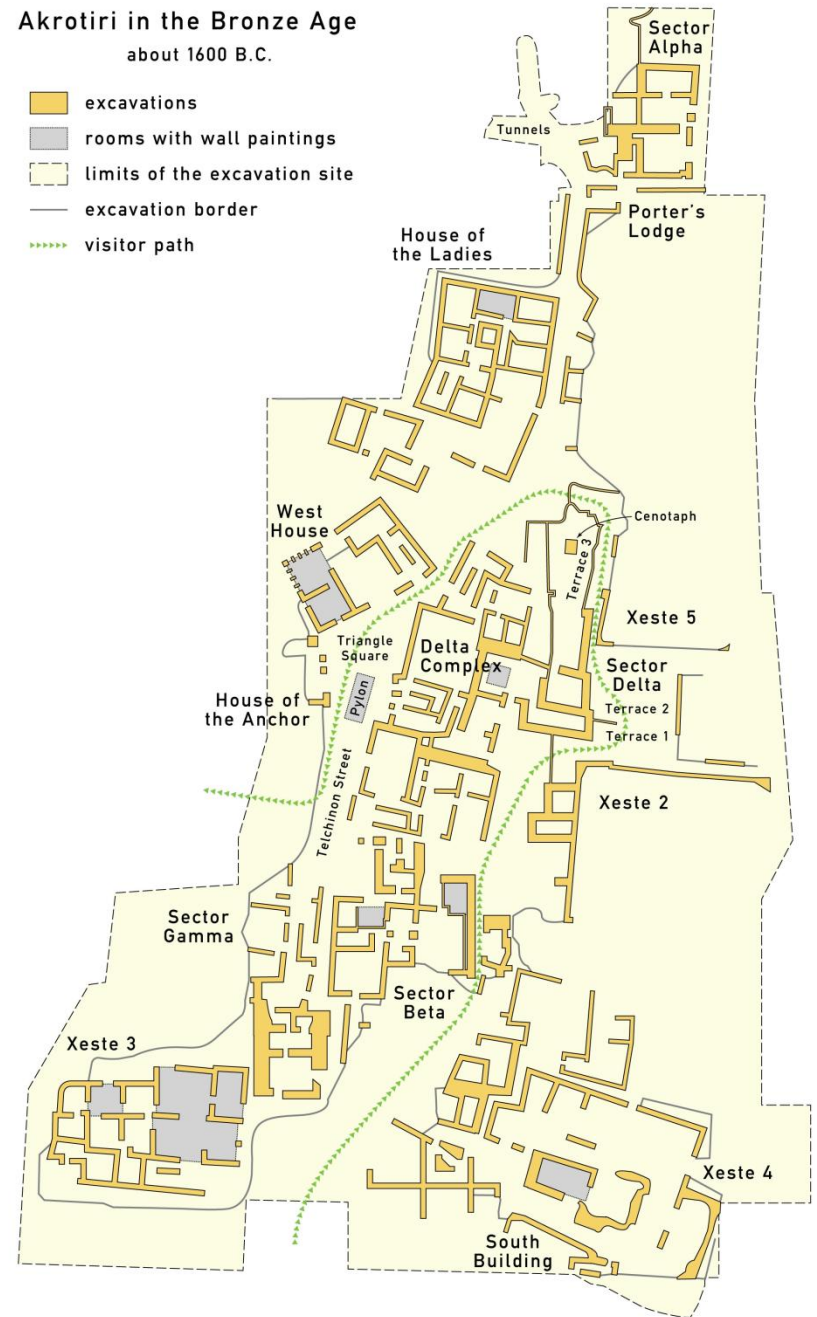 Akrotiri in the Bronze Age
about 1600 B.C.
excavations
rooms with wall paintings
limits of the excavation site
excavation border
visitor path
Sector
Alpha
Tunnels
Porter's
Lodge
House of
the Ladies
West
House
Cenotaph
Terrace 3
Xeste 5
Triangle
Square
Delta
Complex
Sector
Delta
House of
the Anchor
Pylon
Terrace 2
Terrace 1
Telchinon Street
Xeste 2
Sector
Gamma
Sector
Beta
Xeste 3
Xeste 4
South
Building